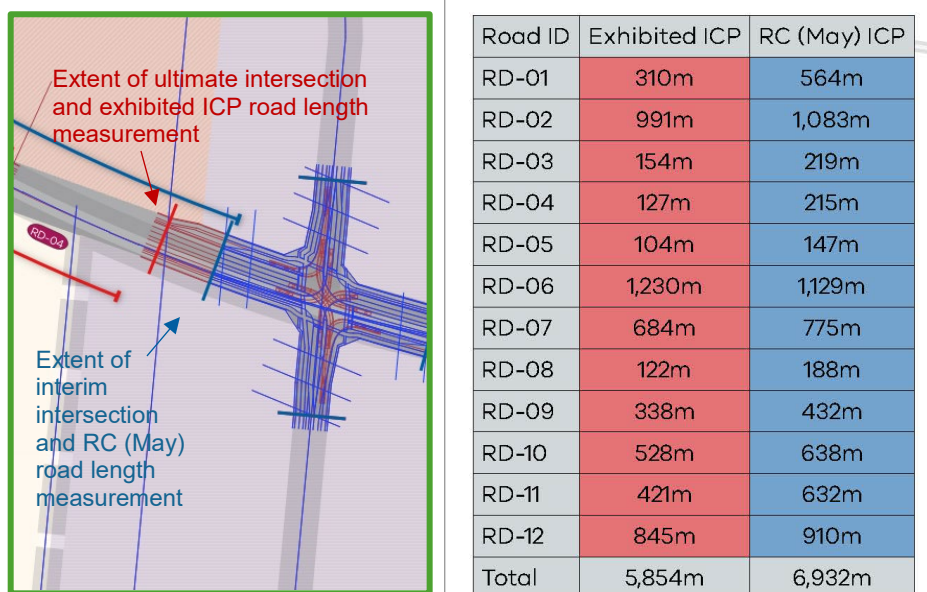 Extent of ultimate intersection
and exhibited ICP road length
measurement
RD-04
Extent of
interim
intersection
and RC (May)
road length
measurement
Road ID Exhibited ICP RC (May) ICP
RD-01 310m 564m
RD-02 991m 1,083m
RD-03 154m 219m
RD-04 127m 215m
RD-05 104m 147m
RD-06 1,230m 1,129m
RD-07 684m 775m
RD-08 122m 188m
RD-09 338m 432m
RD-10 528m 638m
RD-11 421m 632m
RD-12 845m 910m
Total 5,854m 6,932m